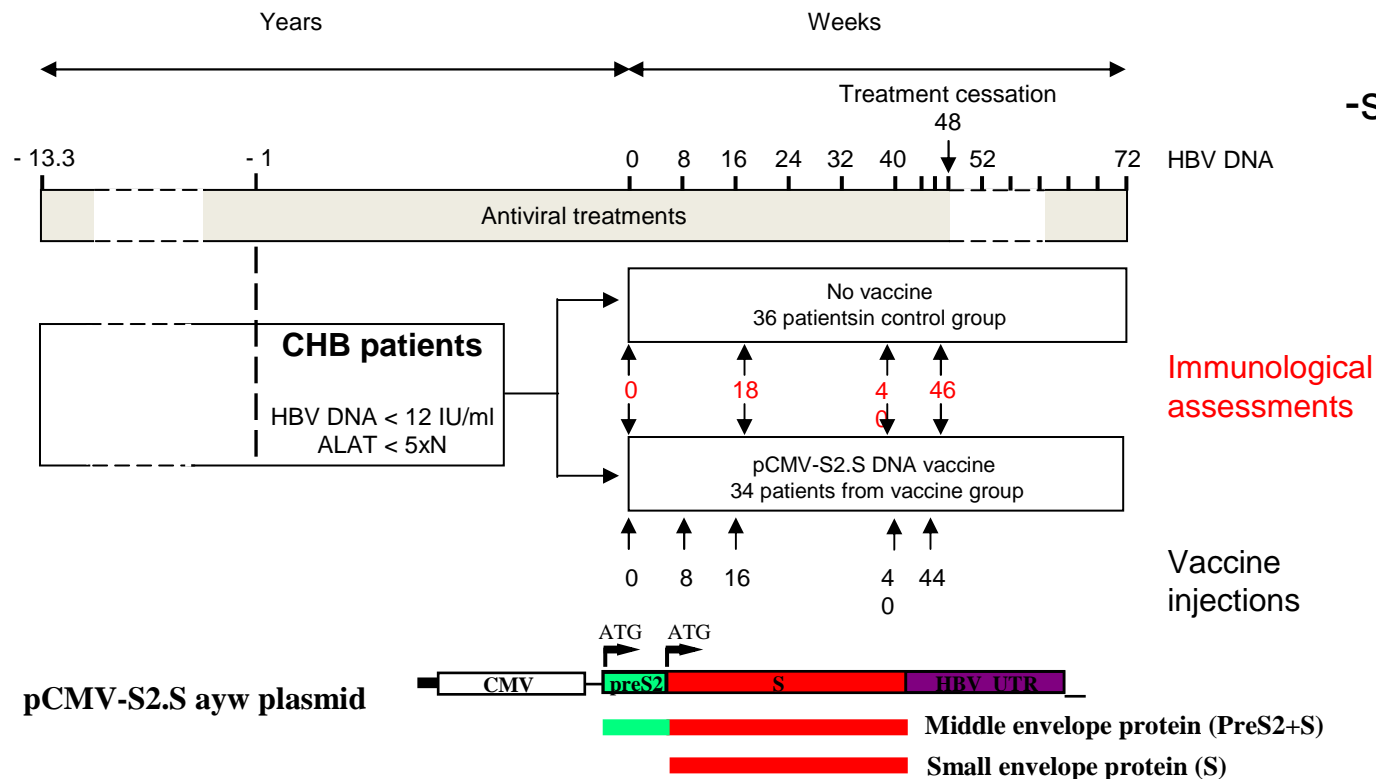 Years
Weeks
Treatment cessation
48
- 13.3
- 1
0
8
16
24
32
40
52
72
HBV DNA
Antiviral treatments
No vaccine
36 patientsin control group
CHB patients
HBV DNA < 12 IU/ml
ALAT < 5xN
0
18
4
0
46
Immunological
assessments
pCMV-S2.S DNA vaccine
34 patients from vaccine group
0
8
16
4
0
44
Vaccine
injections
ATG
ATG
pCMV-S2.S ayw plasmid
CMV
preS2
S
HBV UTR
Middle envelope protein (PreS2+S)
Small envelope protein (S)